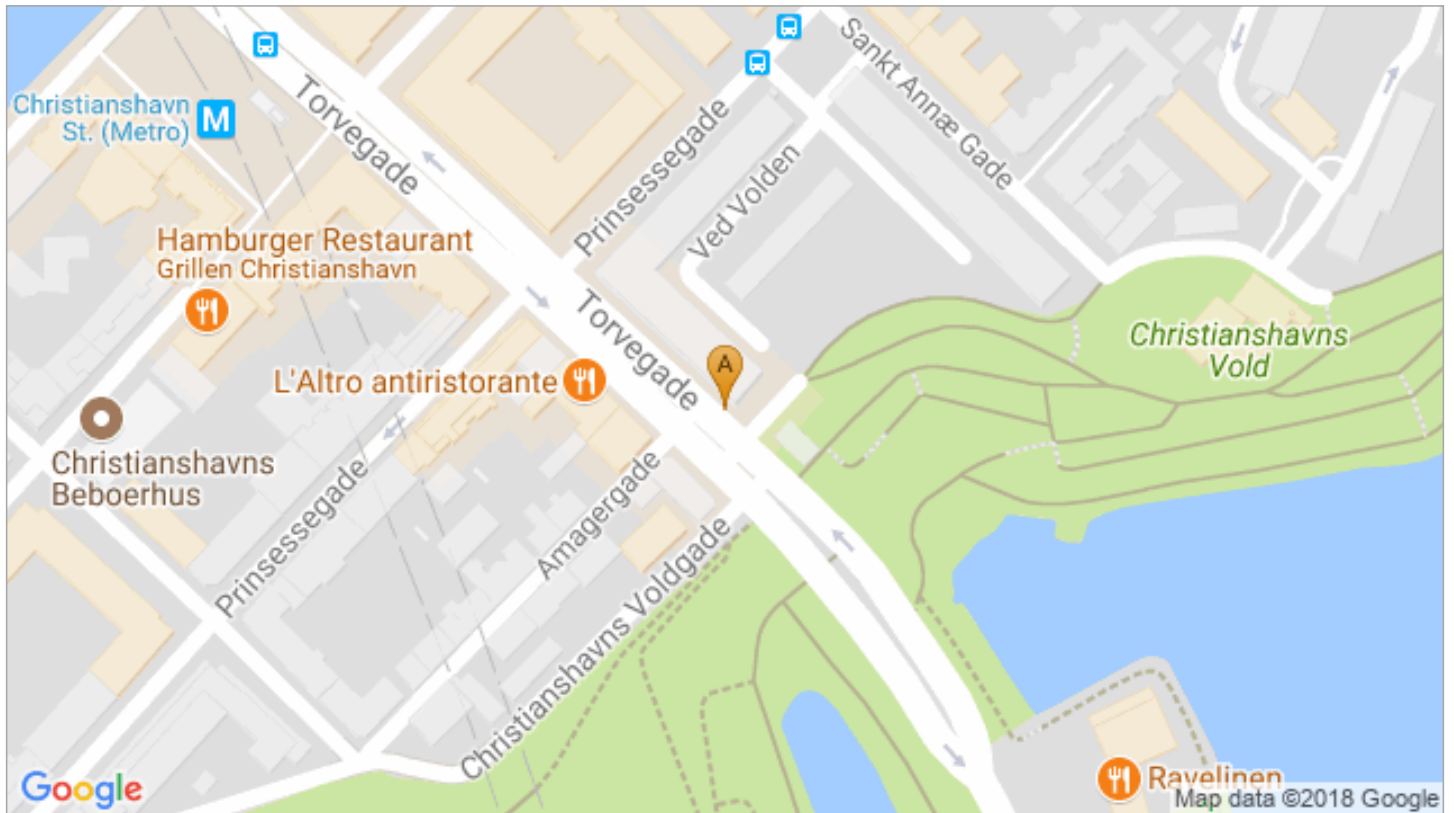 Christianshavn
St. (Metro)
M
Torvegade
Prinsessegade
Sankt Annæ Gade
Ved Volden
Hamburger Restaurant
Grillen Christianshavn
Torvegade
A
Christianshavns
Vold
L'Altro antiristorante
Christianshavns
Beboerhus
Prinsessegade
Amagergade
Christianshavns Voldgade
Ravelinen
Google
Map data ©2018 Google